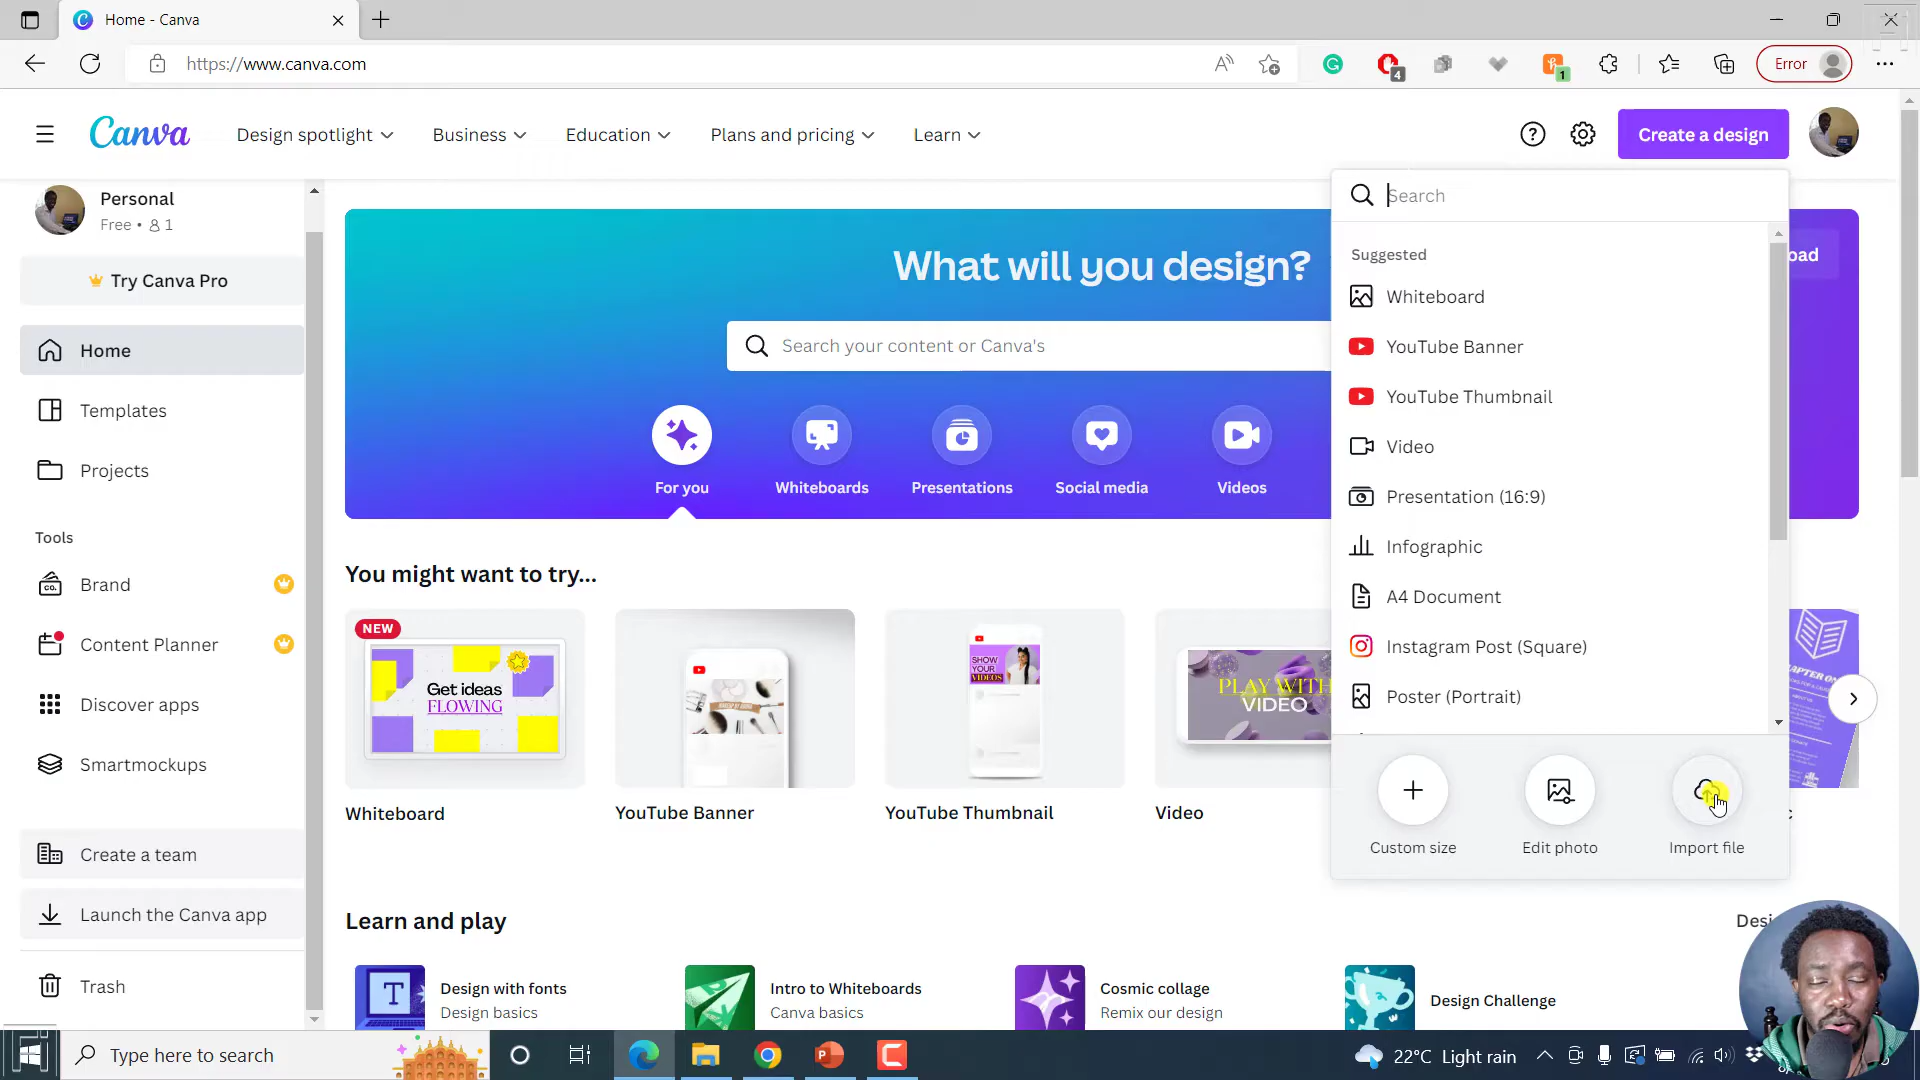 Home - Canva
https://www.canva.com
4
1
Error
Canva
Design spotlight
Business
Education
Plans and pricing
Learn
Create a design
Personal
Free • 1
Try Canva Pro
Home
Templates
Projects
Tools
CO.
Brand
Content Planner
Discover apps
Smartmockups
Create a team
Launch the Canva app
Trash
What will you design?
Search your content or Canva's
For you
Whiteboards
Presentations
Social media
Videos
Search
Suggested
Whiteboard
YouTube Banner
YouTube Thumbnail
Video
Presentation (16:9)
Infographic
A4 Document
Instagram Post (Square)
Poster (Portrait)
Custom size
Edit photo
Import file
You might want to try...
NEW
Get ideas
FLOWING
SHOW
YOUR
VIDEOS
PLAY WITH
VIDEO
Whiteboard
YouTube Banner
YouTube Thumbnail
Video
Learn and play
T
Design with fonts
Design basics
Intro to Whiteboards
Canva basics
Cosmic collage
Remix our design
Design Challenge
Type here to search
22°C Light rain